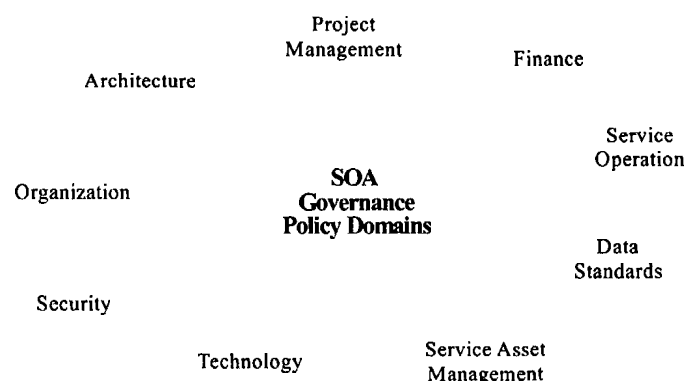 Project
Management
Finance
Architecture
Service
Operation
Organization
SOA
Governance
Policy Domains
Data
Standards
Security
Technology
Service Asset
Management